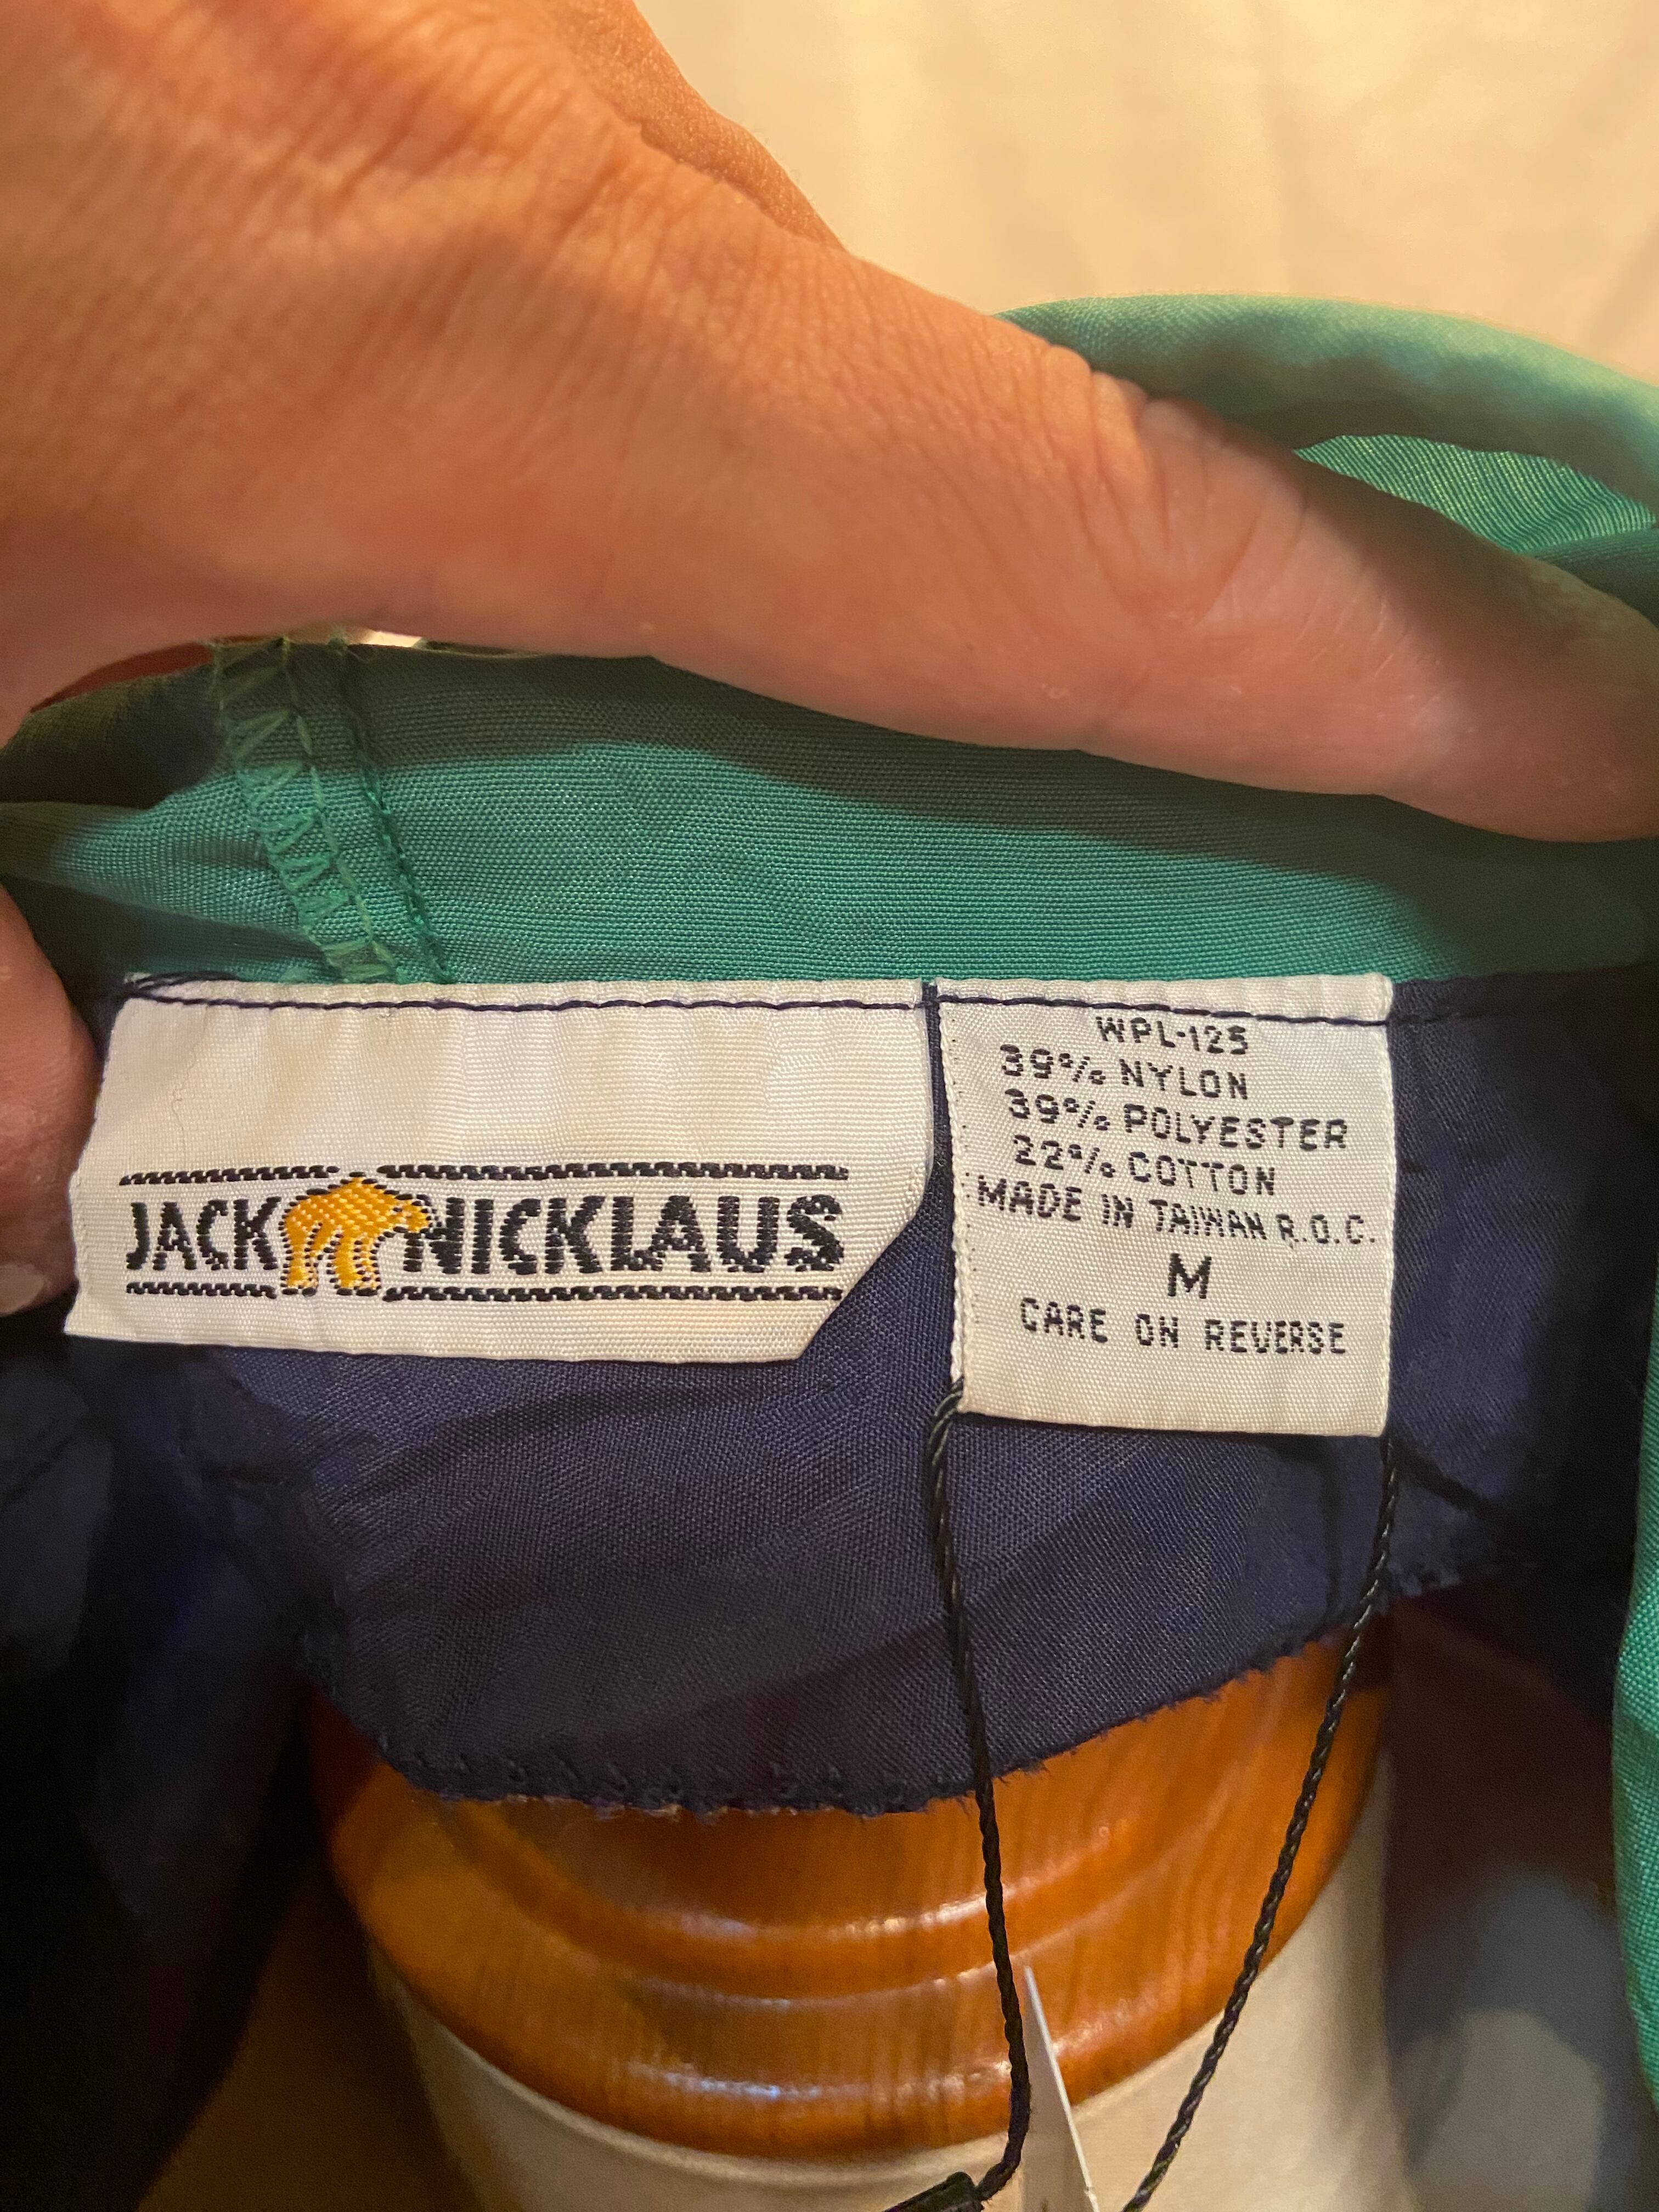 JACK NICKLAUS
WPL-125
39% NYLON
39% POLYESTER
22% COTTON
MADE IN TAIWAN R.O.C.
M
CARE ON REVERSE